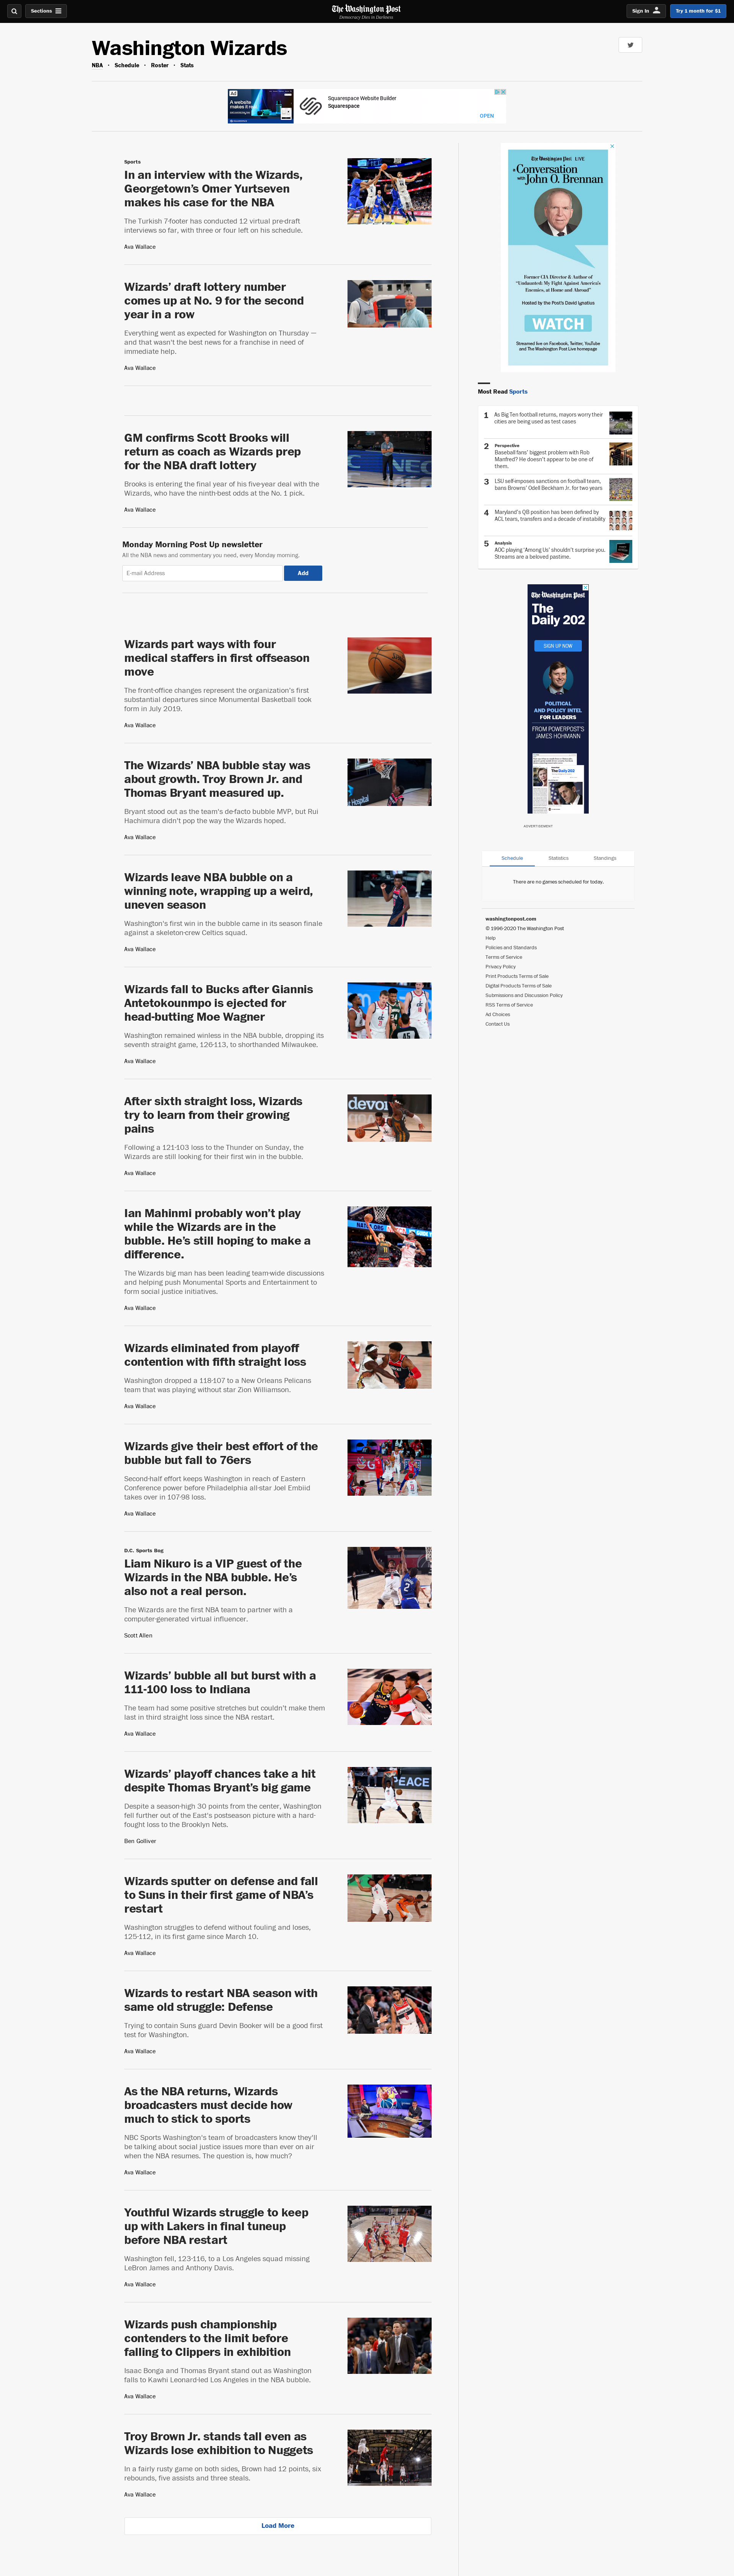 Sections
The Washington Post
Democracy Dies in Darkness
Sign In
Try 1 month for $1
Washington Wizards
NBA • Schedule • Roster • Stats
Ad
A website
makes it
Squarespace Website Builder
Squarespace
OPEN
Sports
In an interview with the Wizards,
Georgetown's Omer Yurtseven
makes his case for the NBA
The Turkish 7-footer has conducted 12 virtual pre-draft
interviews so far, with three or four left on his schedule.
Ava Wallace
Wizards' draft lottery number
comes up at No. 9 for the second
year in a row
Everything went as expected for Washington on Thursday —
and that wasn't the best news for a franchise in need of
immediate help.
Ava Wallace
GM confirms Scott Brooks will
return as coach as Wizards prep
for the NBA draft lottery
Brooks is entering the final year of his five-year deal with the
Wizards, who have the ninth-best odds at the No. 1 pick.
Ava Wallace
Monday Morning Post Up newsletter
All the NBA news and commentary you need, every Monday morning.
E-mail Address
Add
Wizards part ways with four
medical staffers in first offseason
move
The front-office changes represent the organization's first
substantial departures since Monumental Basketball took
form in July 2019.
Ava Wallace
The Wizards' NBA bubble stay was
about growth. Troy Brown Jr. and
Thomas Bryant measured up.
Bryant stood out as the team's de-facto bubble MVP, but Rui
Hachimura didn't pop the way the Wizards hoped.
Ava Wallace
Wizards leave NBA bubble on a
winning note, wrapping up a weird,
uneven season
Washington's first win in the bubble came in its season finale
against a skeleton-crew Celtics squad.
Ava Wallace
Wizards fall to Bucks after Giannis
Antetokounmpo is ejected for
head-butting Moe Wagner
Washington remained winless in the NBA bubble, dropping its
seventh straight game, 126-113, to shorthanded Milwaukee.
Ava Wallace
After sixth straight loss, Wizards
try to learn from their growing
pains
Following a 121-103 loss to the Thunder on Sunday, the
Wizards are still looking for their first win in the bubble.
Ava Wallace
Ian Mahinmi probably won't play
while the Wizards are in the
bubble. He's still hoping to make a
difference.
The Wizards big man has been leading team-wide discussions
and helping push Monumental Sports and Entertainment to
form social justice initiatives.
Ava Wallace
Wizards eliminated from playoff
contention with fifth straight loss
Washington dropped a 118-107 to a New Orleans Pelicans
team that was playing without star Zion Williamson.
Ava Wallace
Wizards give their best effort of the
bubble but fall to 76ers
Second-half effort keeps Washington in reach of Eastern
Conference power before Philadelphia all-star Joel Embiid
takes over in 107-98 loss.
Ava Wallace
D.C. Sports Bog
Liam Nikuro is a VIP guest of the
Wizards in the NBA bubble. He's
also not a real person.
The Wizards are the first NBA team to partner with a
computer-generated virtual influencer.
Scott Allen
Wizards' bubble all but burst with a
111-100 loss to Indiana
The team had some positive stretches but couldn't make them
last in third straight loss since the NBA restart.
Ava Wallace
Wizards' playoff chances take a hit
despite Thomas Bryant's big game
Despite a season-high 30 points from the center, Washington
fell further out of the East's postseason picture with a hard-
fought loss to the Brooklyn Nets.
Ben Golliver
Wizards sputter on defense and fall
to Suns in their first game of NBA's
restart
Washington struggles to defend without fouling and loses,
125-112, in its first game since March 10.
Ava Wallace
Wizards to restart NBA season with
same old struggle: Defense
Trying to contain Suns guard Devin Booker will be a good first
test for Washington.
Ava Wallace
As the NBA returns, Wizards
broadcasters must decide how
much to stick to sports
NBC Sports Washington's team of broadcasters know they'll
be talking about social justice issues more than ever on air
when the NBA resumes. The question is, how much?
Ava Wallace
Youthful Wizards struggle to keep
up with Lakers in final tuneup
before NBA restart
Washington fell, 123-116, to a Los Angeles squad missing
LeBron James and Anthony Davis.
Ava Wallace
Wizards push championship
contenders to the limit before
falling to Clippers in exhibition
Isaac Bonga and Thomas Bryant stand out as Washington
falls to Kawhi Leonard-led Los Angeles in the NBA bubble.
Ava Wallace
Troy Brown Jr. stands tall even as
Wizards lose exhibition to Nuggets
In a fairly rusty game on both sides, Brown had 12 points, six
rebounds, five assists and three steals.
Ava Wallace
Load More
The Washington Post LIVE
a Conversation
with John O. Brennan
Former CIA Director & Author of
"Undaunted: My Fight Against America's
Enemies, at Home and Abroad"
Hosted by the Post's David Ignatius
WATCH
Streamed live on Facebook, Twitter, YouTube
and The Washington Post Live homepage
Most Read Sports
1 As Big Ten football returns, mayors worry their
cities are being used as test cases
2 Perspective
Baseball fans' biggest problem with Rob
Manfred? He doesn't appear to be one of
them.
3 LSU self-imposes sanctions on football team,
bans Browns' Odell Beckham Jr. for two years
4 Maryland's QB position has been defined by
ACL tears, transfers and a decade of instability
5 Analysis
AOC playing 'Among Us' shouldn't surprise you.
Streams are a beloved pastime.
The Washington Post
The
Daily 202
SIGN UP NOW
POLITICAL
AND POLICY INTEL
FOR LEADERS
FROM POWERPOST'S
JAMES HOHMANN
The Daily 202
ADVERTISEMENT
Schedule
Statistics
Standings
There are no games scheduled for today.
washingtonpost.com
© 1996-2020 The Washington Post
Help
Policies and Standards
Terms of Service
Privacy Policy
Print Products Terms of Sale
Digital Products Terms of Sale
Submissions and Discussion Policy
RSS Terms of Service
Ad Choices
Contact Us